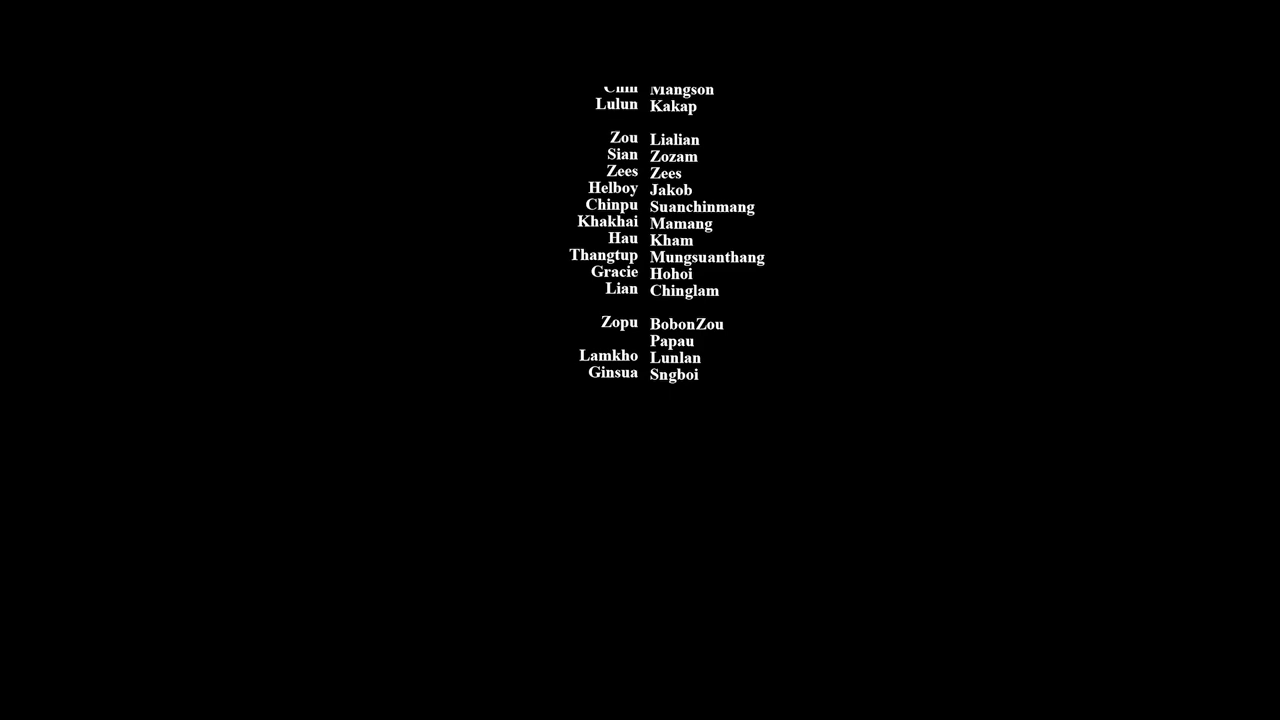 Mangson
Lulun Kakap
Zou Lialian
Sian Zozam
Zees Zees
Helboy Jakob
Chinpu Suanchinmang
Khakhai Mamang
Hau Kham
Thangtup Mungsuanthang
Gracie Hohoi
Lian Chinglam
Zopu BobonZou
Papau
Lamkho Lunlan
Ginsua Sngboi